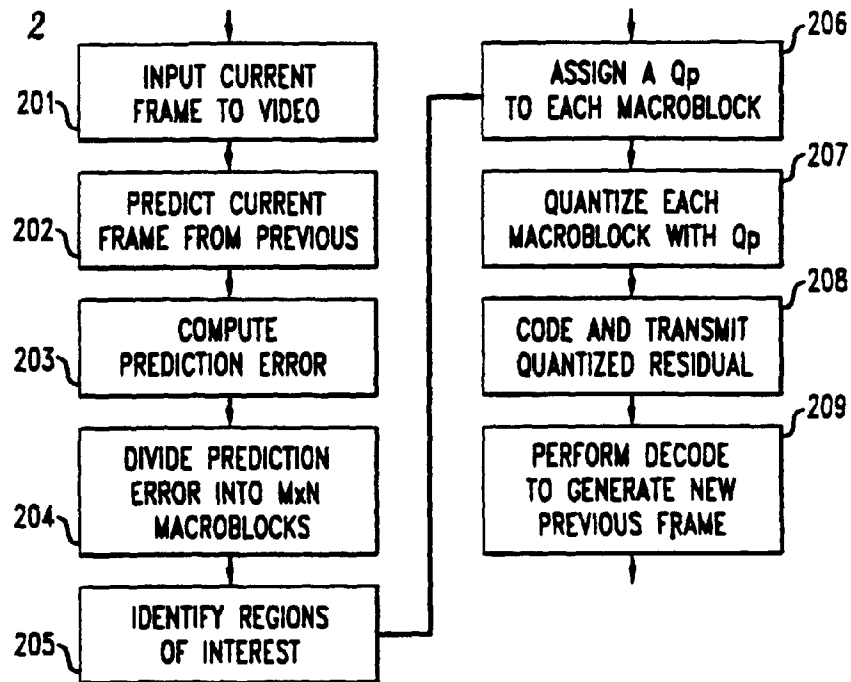 2
201
INPUT CURRENT
FRAME TO VIDEO
202
PREDICT CURRENT
FRAME FROM PREVIOUS
203
COMPUTE
PREDICTION ERROR
204
DIVIDE PREDICTION
ERROR INTO MxN
MACROBLOCKS
205
IDENTIFY REGIONS
OF INTEREST
206
ASSIGN A Qp
TO EACH MACROBLOCK
207
QUANTIZE EACH
MACROBLOCK WITH Qp
208
CODE AND TRANSMIT
QUANTIZED RESIDUAL
209
PERFORM DECODE
TO GENERATE NEW
PREVIOUS FRAME